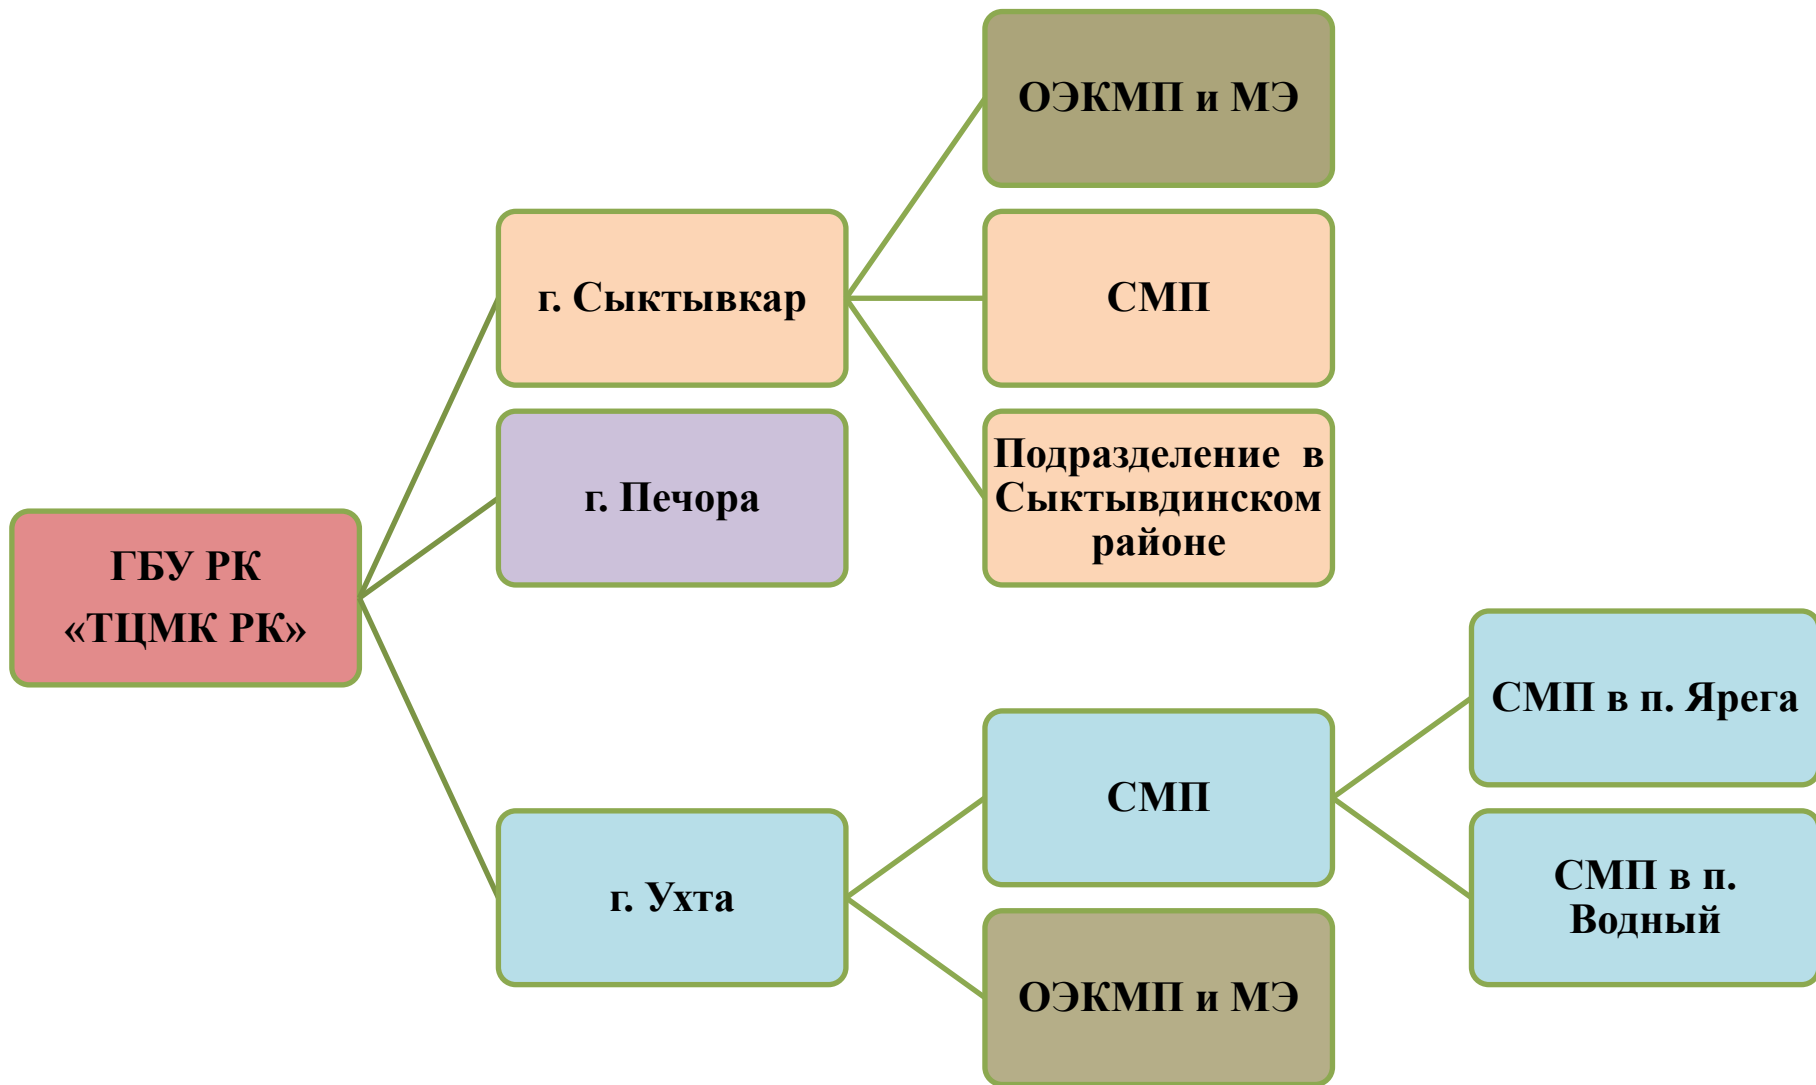 ГБУ РК
«ТЦМК РК»
г. Сыктывкар
ОЭКМП и МЭ
СМП
Подразделение в
Сыктывдинском
районе
г. Печора
г. Ухта
СМП
СМП в п. Ярега
СМП в п.
Водный
ОЭКМП и МЭ